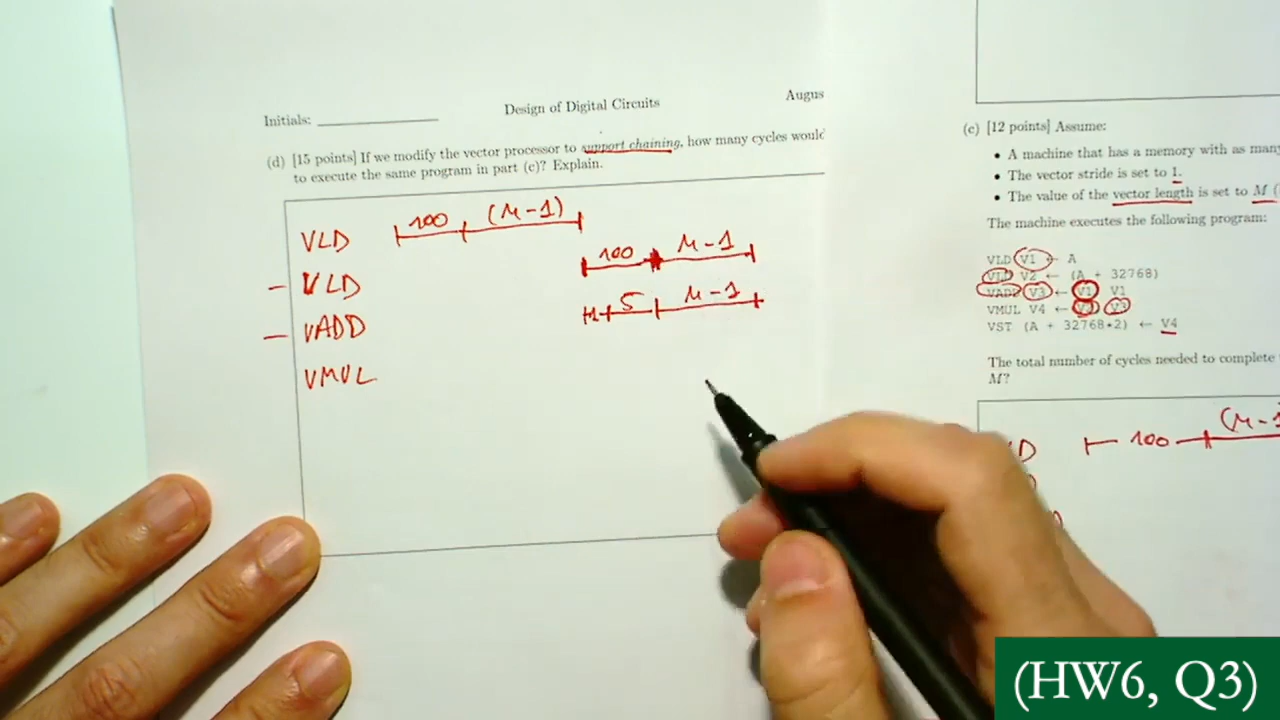 Initials:
Design of Digital Circuits
Augus
(d) [15 points] If we modify the vector processor to support chaining, how many cycles would
to execute the same program in part (c)? Explain.
VLD 100 (M-1)
- VLD 100 M-1
- VADD 5 M-1
VMUL
(c) [12 points] Assume:
• A machine that has a memory with as many
• The vector stride is set to 1.
• The value of the vector length is set to M
The machine executes the following program:
VLD V1 ← A
VLD V2 ← (A + 32768)
VADD V3 ← V1 V1
VMUL V4 ← V2 V3
VST (A + 32768*2) ← V4
The total number of cycles needed to complete
M?
D 100 (M-1
(HW6, Q3)